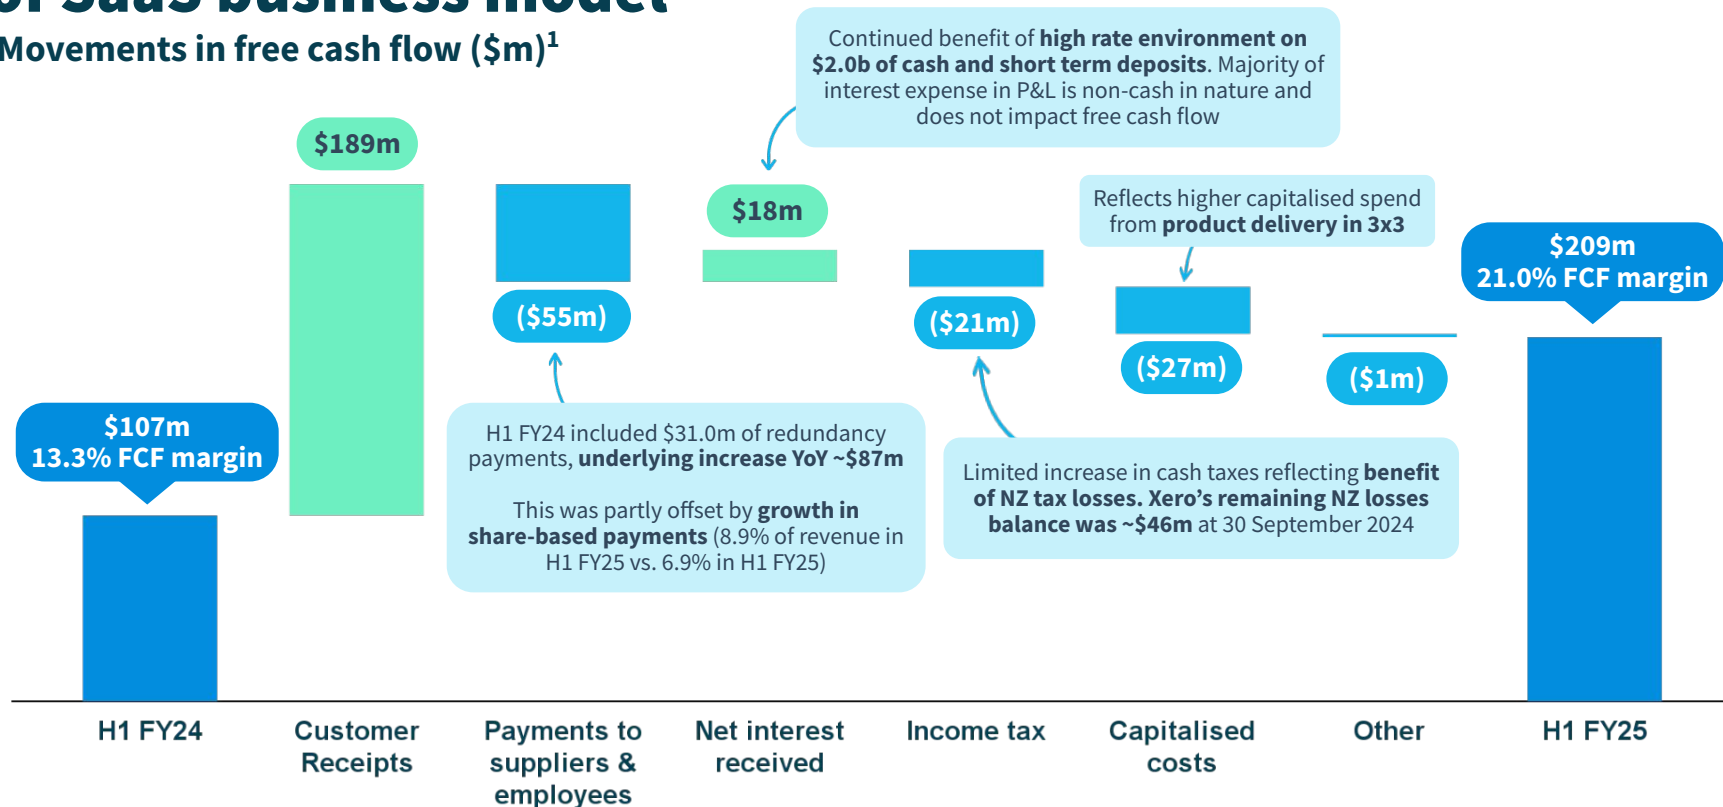 of SaaS business model
Movements in free cash flow ($m)1
Continued benefit of high rate environment on
$2.0b of cash and short term deposits. Majority of
interest expense in P&L is non-cash in nature and
does not impact free cash flow
$189m
$18m
Reflects higher capitalised spend
from product delivery in 3x3
$209m
21.0% FCF margin
($55m)
($21m)
($27m)
($1m)
$107m
13.3% FCF margin
H1 FY24 included $31.0m of redundancy
payments, underlying increase YoY ~$87m
This was partly offset by growth in
share-based payments (8.9% of revenue in
H1 FY25 vs. 6.9% in H1 FY25)
Limited increase in cash taxes reflecting benefit
of NZ tax losses. Xero’s remaining NZ losses
balance was ~$46m at 30 September 2024
H1 FY24
Customer
Receipts
Payments to
suppliers &
employees
Net interest
received
Income tax
Capitalised
costs
Other
H1 FY25